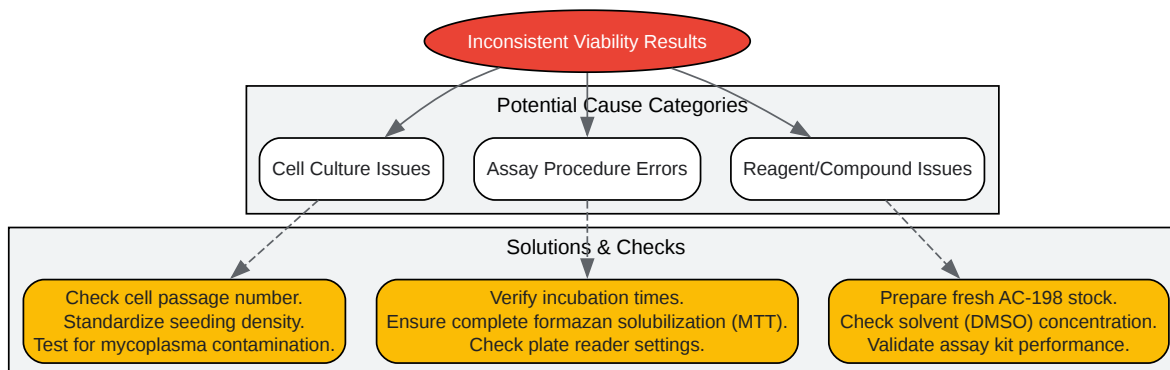 Inconsistent Viability Results
Potential Cause Categories
Cell Culture Issues
Assay Procedure Errors
Reagent/Compound Issues
Solutions & Checks
Check cell passage number.
Standardize seeding density.
Test for mycoplasma contamination.
Verify incubation times.
Ensure complete formazan solubilization (MTT).
Check plate reader settings.
Prepare fresh AC-198 stock.
Check solvent (DMSO) concentration.
Validate assay kit performance.